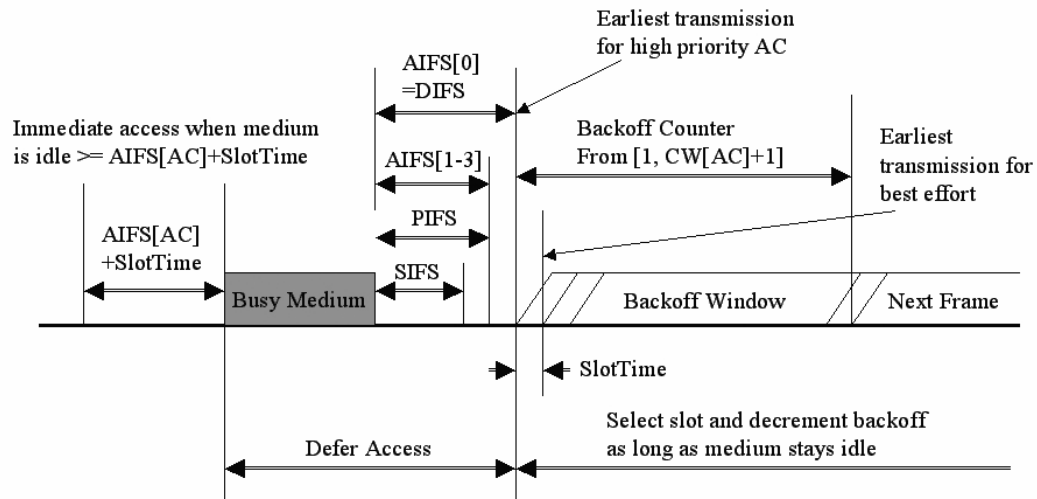 Earliest transmission
for high priority AC
AIFS[0]
=DIFS
Immediate access when medium
is idle >= AIFS[AC]+SlotTime
Backoff Counter
From [1, CW[AC]+1]
Earliest
transmission for
best effort
AIFS[1-3]
PIFS
AIFS[AC]
+SlotTime
SIFS
Busy Medium
Backoff Window
Next Frame
SlotTime
Defer Access
Select slot and decrement backoff
as long as medium stays idle